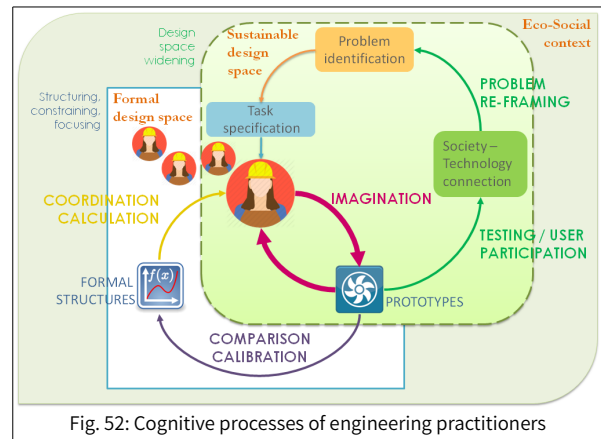 Eco-Social
context
Design
space
widening
Sustainable
design
space
Problem
identification
PROBLEM
RE-FRAMING
Structuring,
constraining,
focusing
Formal
design space
Task
specification
Society –
Technology
connection
COORDINATION
CALCULATION
IMAGINATION
TESTING / USER
PARTICIPATION
f(x)
FORMAL
STRUCTURES
PROTOTYPES
COMPARISON
CALIBRATION
Fig. 52: Cognitive processes of engineering practitioners